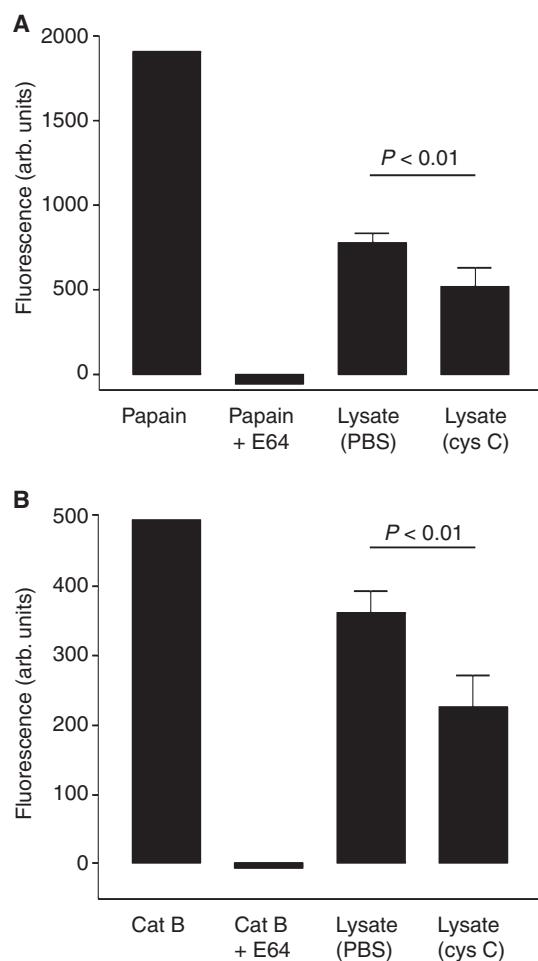 A
Fluorescence (arb. units)
2000
1500
1000
500
0
P < 0.01
Papain
Papain
+ E64
Lysate
(PBS)
Lysate
(cys C)
B
Fluorescence (arb. units)
500
400
300
200
100
0
P < 0.01
Cat B
Cat B
+ E64
Lysate
(PBS)
Lysate
(cys C)